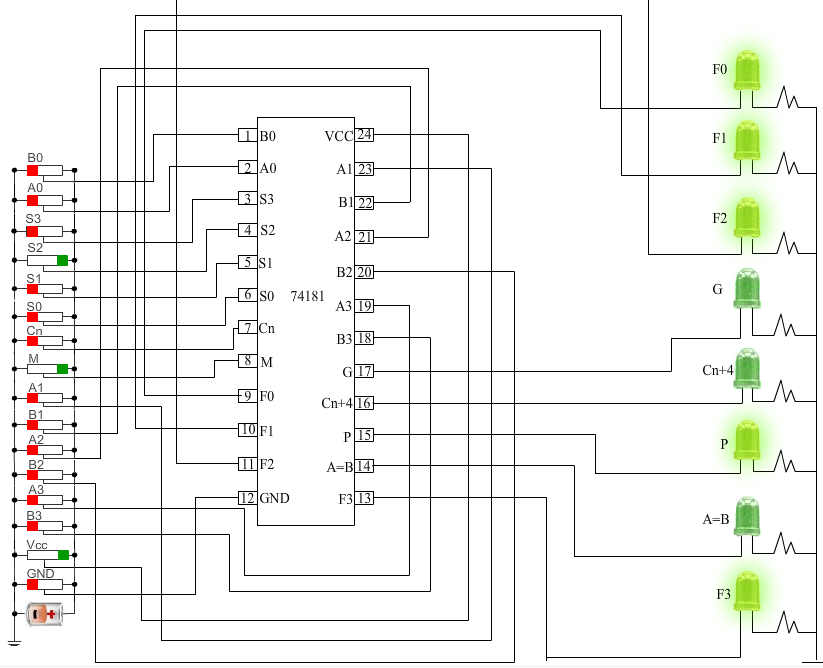 B0
A0
S3
S2
S1
S0
Cn
M
A1
B1
A2
B2
A3
B3
Vcc
GND
+
1 B0
2 A0
3 S3
4 S2
5 S1
6 S0
7 Cn
8 M
9 F0
10 F1
11 F2
12 GND
74181
VCC 24
A1 23
B1 22
A2 21
B2 20
A3 19
B3 18
G 17
Cn+4 16
P 15
A=B 14
F3 13
F0
F1
F2
G
Cn+4
P
A=B
F3